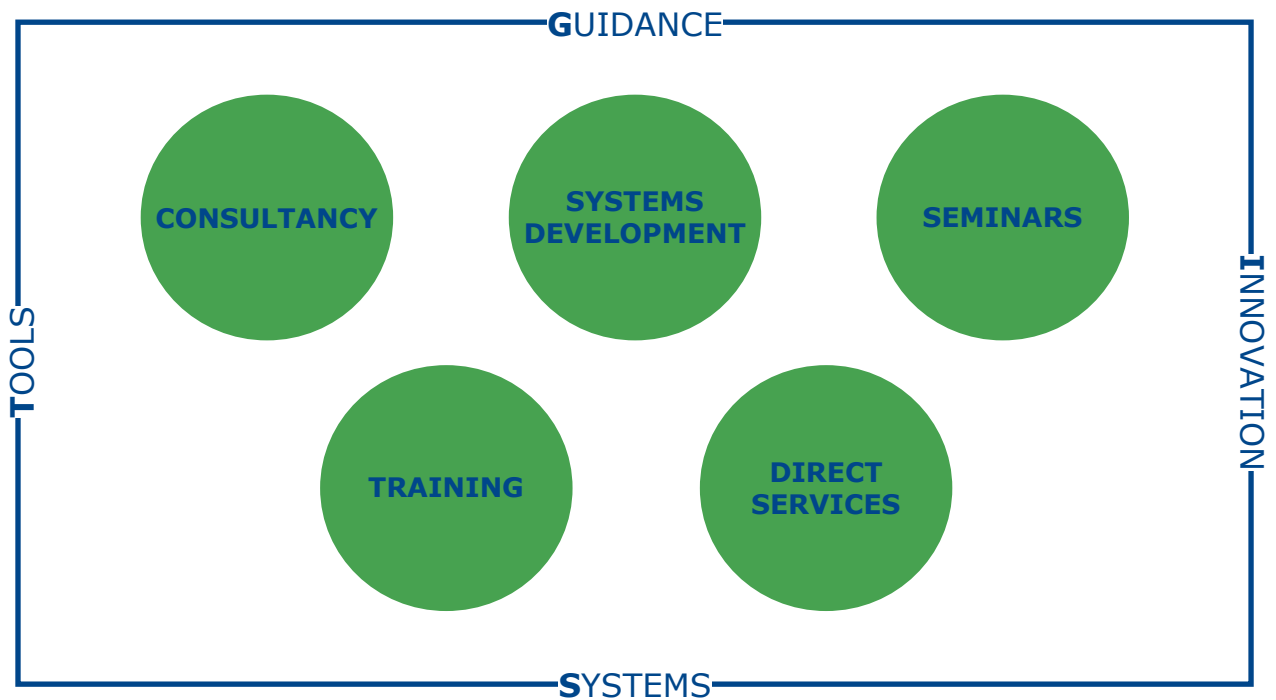 GUIDANCE
CONSULTANCY
SYSTEMS
DEVELOPMENT
SEMINARS
TOOLS
INNOVATION
TRAINING
DIRECT
SERVICES
SYSTEMS